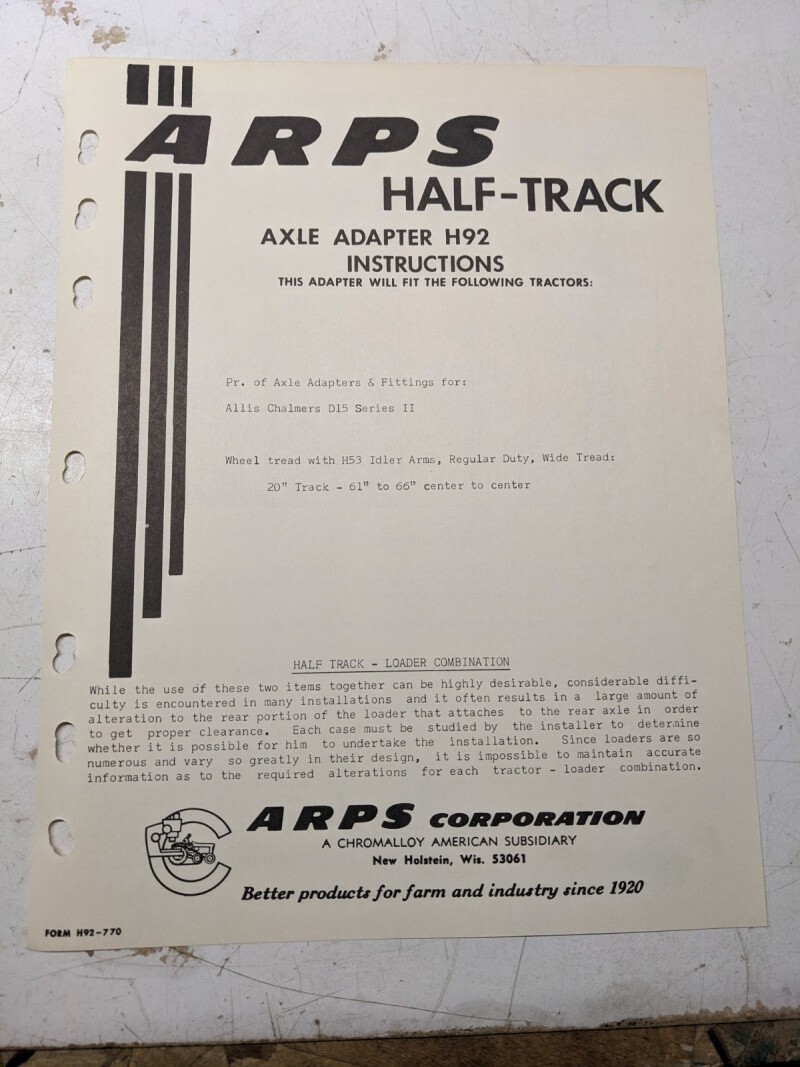 ARPS
HALF-TRACK
AXLE ADAPTER H92
INSTRUCTIONS
THIS ADAPTER WILL FIT THE FOLLOWING TRACTORS:
Pr. of Axle Adapters & Fittings for:
Allis Chalmers D15 Series II
Wheel tread with H53 Idler Arms, Regular Duty, Wide Tread:
20" Track - 61" to 66" center to center
HALF TRACK - LOADER COMBINATION
While the use of these two items together can be highly desirable, considerable diffi-
culty is encountered in many installations and it often results in a large amount of
alteration to the rear portion of the loader that attaches to the rear axle in order
to get proper clearance. Each case must be studied by the installer to determine
whether it is possible for him to undertake the installation. Since loaders are so
numerous and vary so greatly in their design, it is impossible to maintain accurate
information as to the required alterations for each tractor - loader combination.
ARPS CORPORATION
A CHROMALLOY AMERICAN SUBSIDIARY
New Holstein, Wis. 53061
Better products for farm and industry since 1920
FORM H92-770